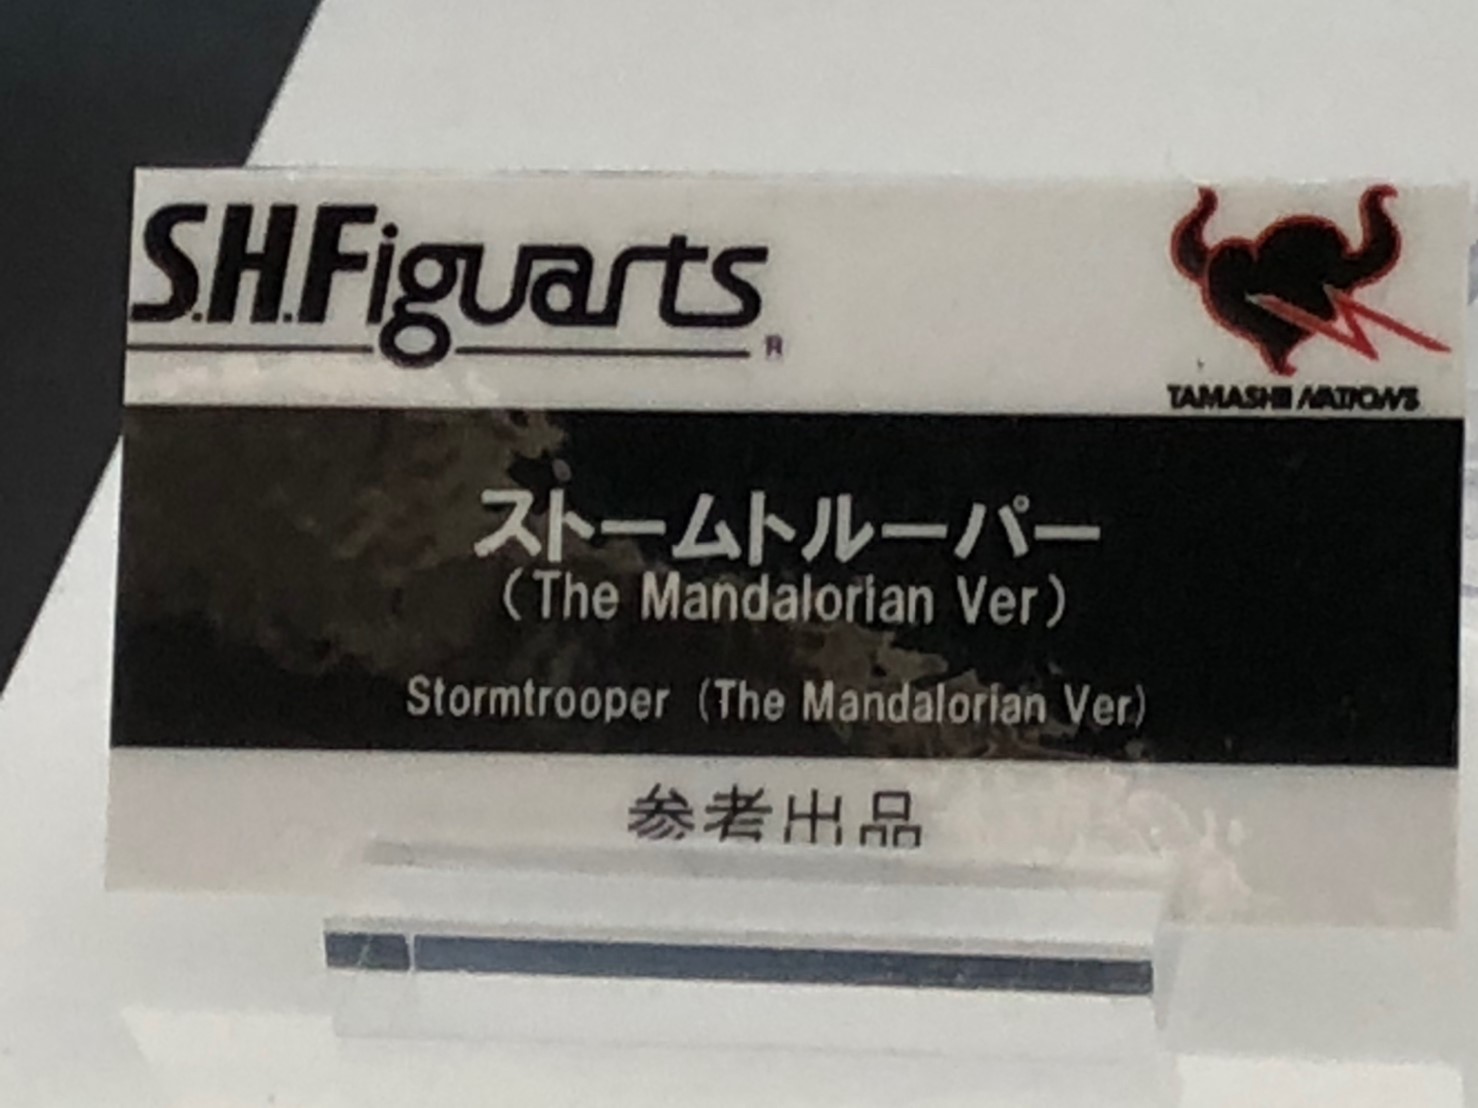 S.H.Figuarts
R
TAMASHII NATIONS
ストームトルーパー
（The Mandalorian Ver）
Stormtrooper (The Mandalorian Ver)
参考出品